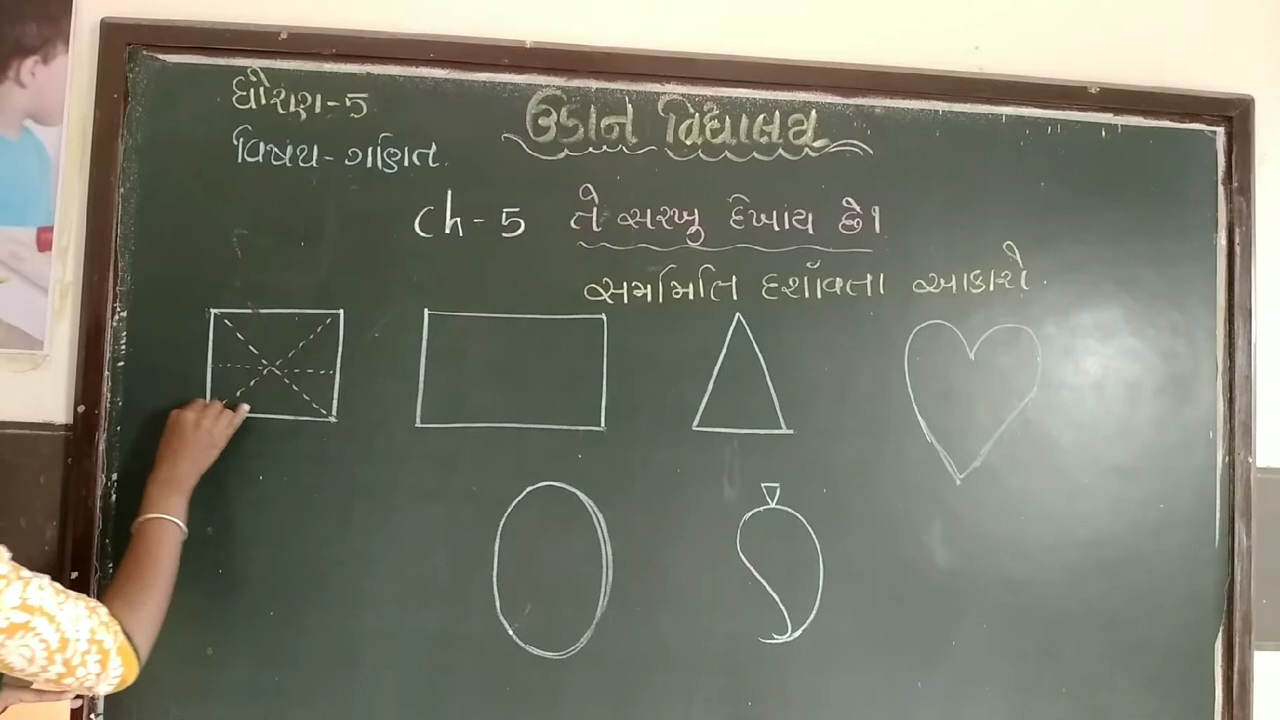 ધોરણ-5
ઉડાન વિદ્યાલય
વિષય-ગણિત.
ch-5 તે સરખુ દેખાય છે।
સમમિતિ દર્શાવતા આકારો.